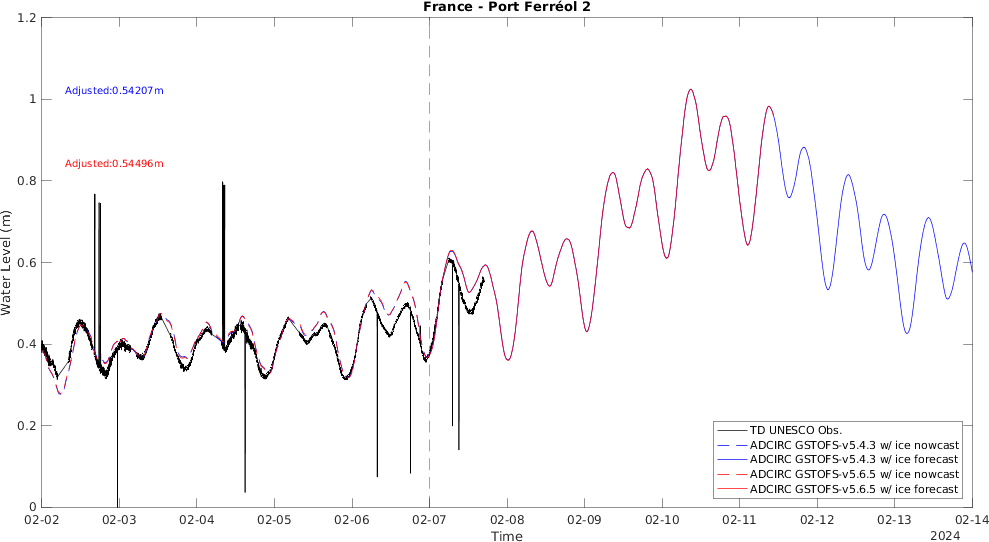 France - Port Ferréol 2
1.2
1
0.8
0.6
0.4
0.2
0
Water Level (m)
Adjusted:0.54207m
Adjusted:0.54496m
TD UNESCO Obs.
ADCIRC GSTOFS-v5.4.3 w/ ice nowcast
ADCIRC GSTOFS-v5.4.3 w/ ice forecast
ADCIRC GSTOFS-v5.6.5 w/ ice nowcast
ADCIRC GSTOFS-v5.6.5 w/ ice forecast
02-02 02-03 02-04 02-05 02-06 02-07 02-08 02-09 02-10 02-11 02-12 02-13 02-14
Time
2024